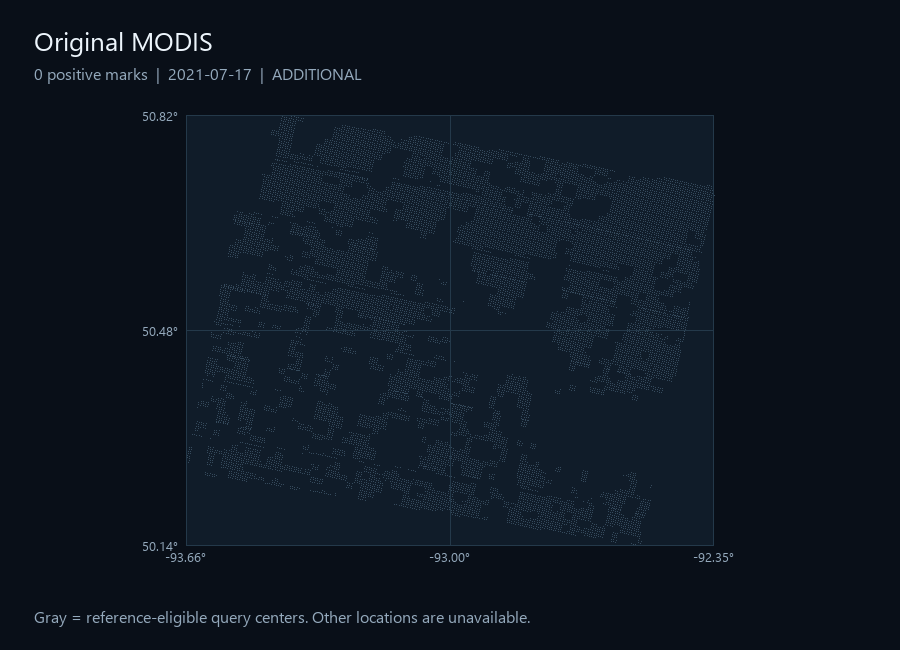 Original MODIS
0 positive marks | 2021-07-17 | ADDITIONAL
50.82°
50.48°
50.14°
-93.66°
-93.00°
-92.35°
Gray = reference-eligible query centers. Other locations are unavailable.